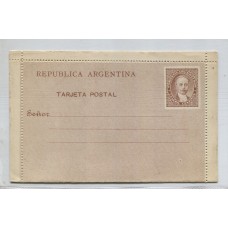 REPUBLICA ARGENTINA
TARJETA POSTAL
Señor